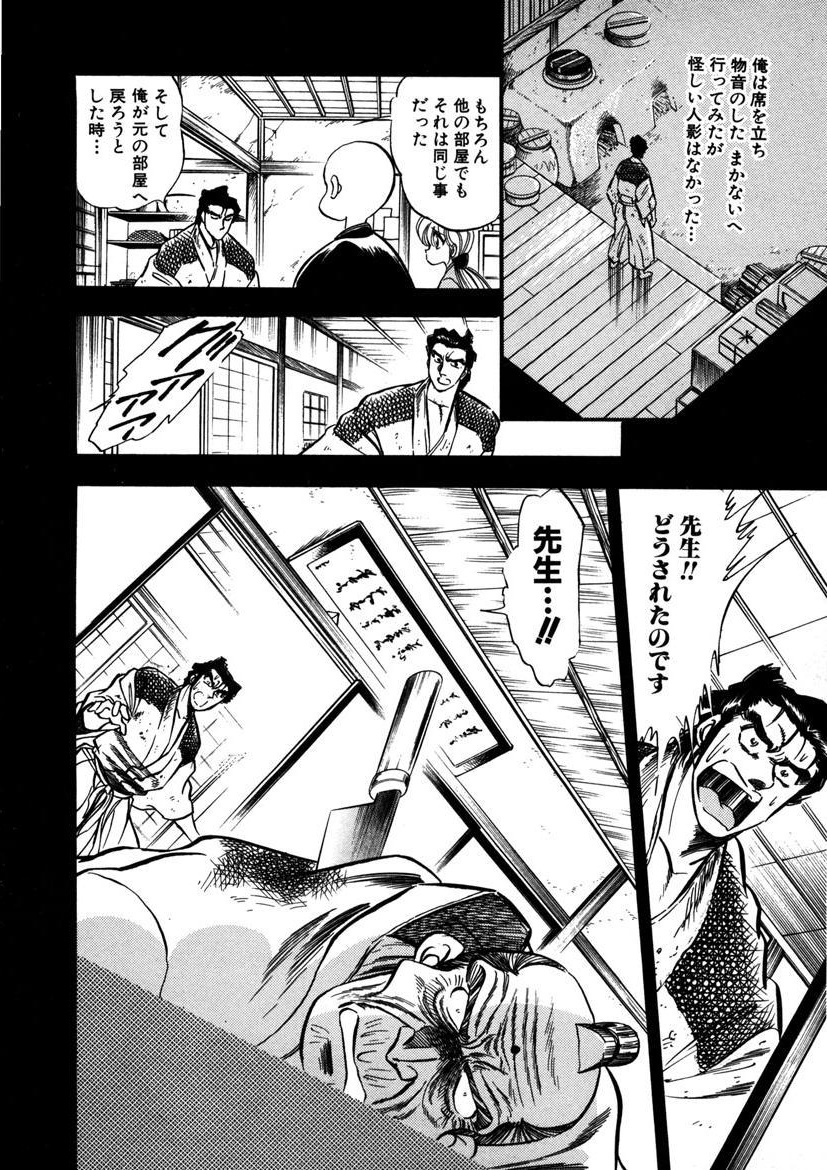 俺は席を立ち
物音のした まかないへ
行ってみたが
怪しい人影はなかった…
もちろん
他の部屋でも
それは同じ事
だった
そして
俺が元の部屋へ
戻ろうと
した時…
グァアアア
先生!!
どうされたのです
先生…!!